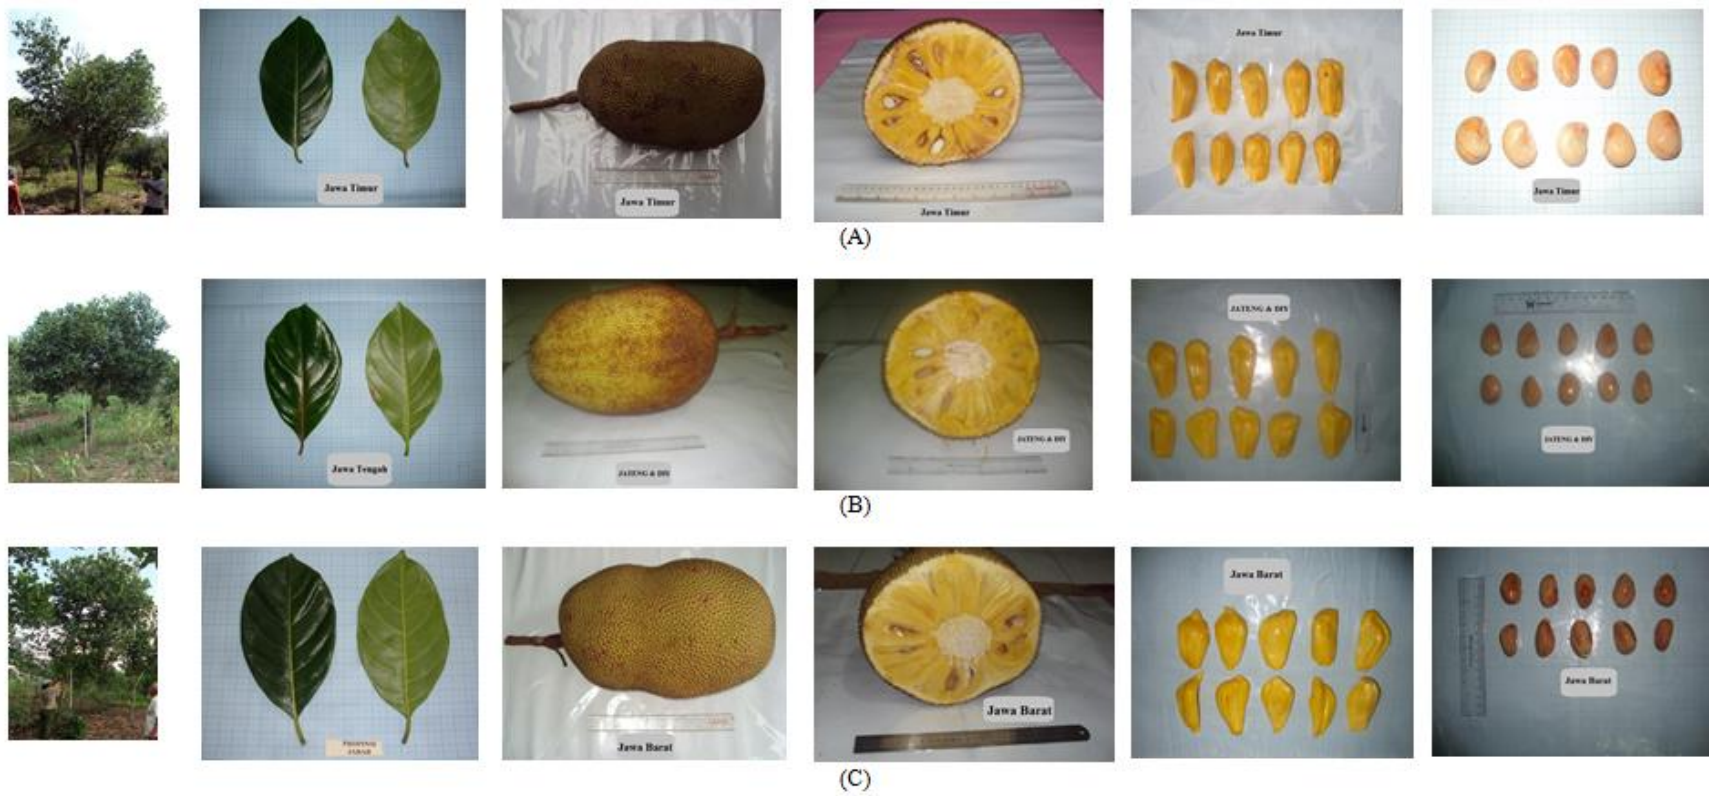 Jawa Timur
Jawa Timur
Jawa Timur
Jawa Timur
Jawa Timur
(A)
Jawa Tengah
JATENG & DIY
JATENG & DIY
JATENG & DIY
JATENG & DIY
(B)
JABAR
Jawa Barat
Jawa Barat
Jawa Barat
Jawa Barat
(C)